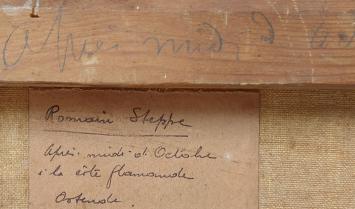 Après midi d
Romain Steppe
Après-midi d'Octobre
à la côte flamande
Ostende.